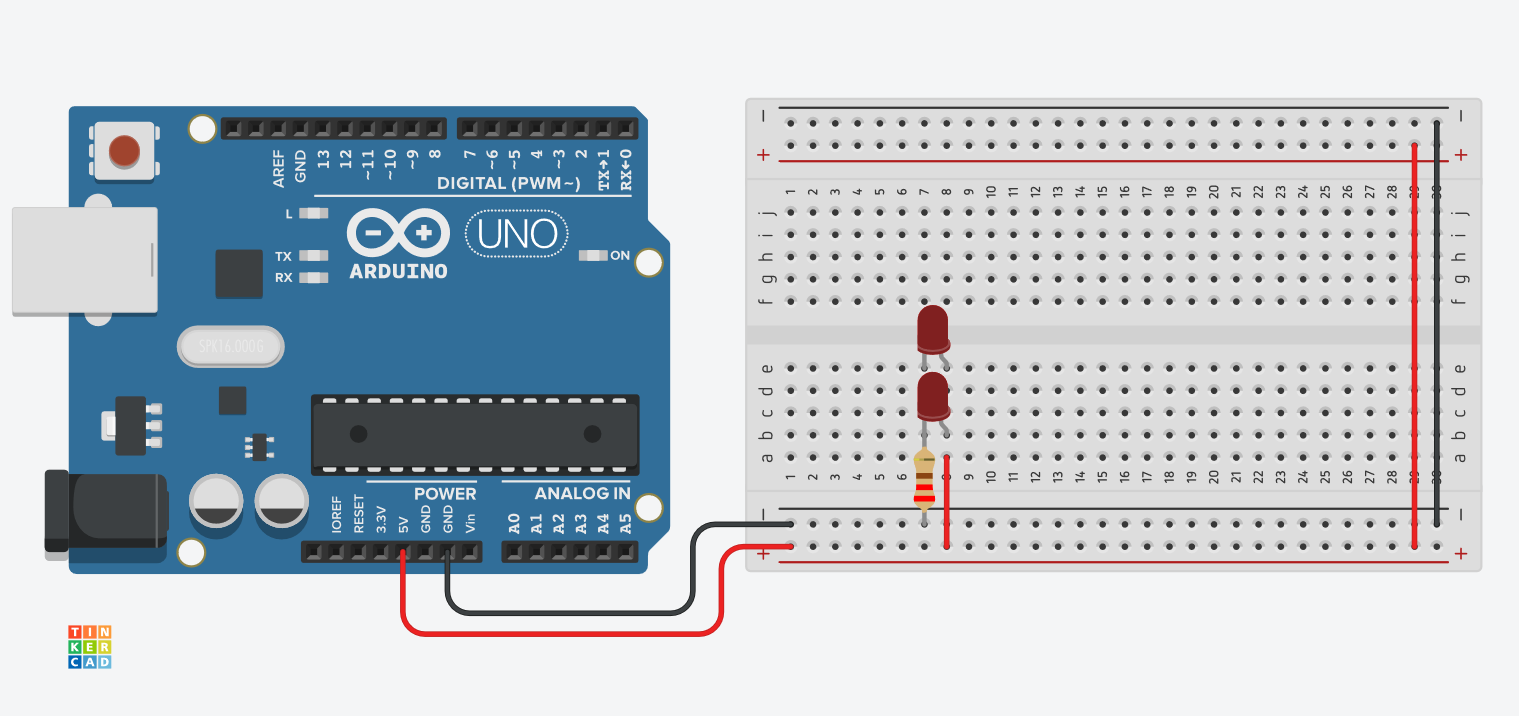 AREF
GND
13
12
~11
~10
~9
8
7
~6
~5
4
~3
2
TX→1
RX←0
DIGITAL (PWM~)
L
TX
RX
ARDUINO
UNO
ON
SPK16.000G
POWER
ANALOG IN
IOREF
RESET
3.3V
5V
GND
GND
Vin
A0
A1
A2
A3
A4
A5
TIN
KER
CAD
− −
+ +
1 2 3 4 5 6 7 8 9 10 11 12 13 14 15 16 17 18 19 20 21 22 23 24 25 26 27 28 29 30
j j
i i
h h
g g
f f
e e
d d
c c
b b
a a
1 2 3 4 5 6 7 8 9 10 11 12 13 14 15 16 17 18 19 20 21 22 23 24 25 26 27 28 29 30
− −
+ +